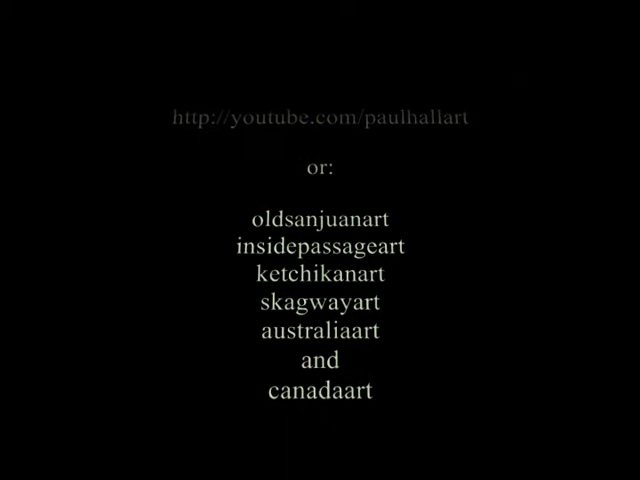 http://youtube.com/paulhallart
or:
oldsanjuanart
insidepassageart
ketchikanart
skagwayart
australiaart
and
canadaart